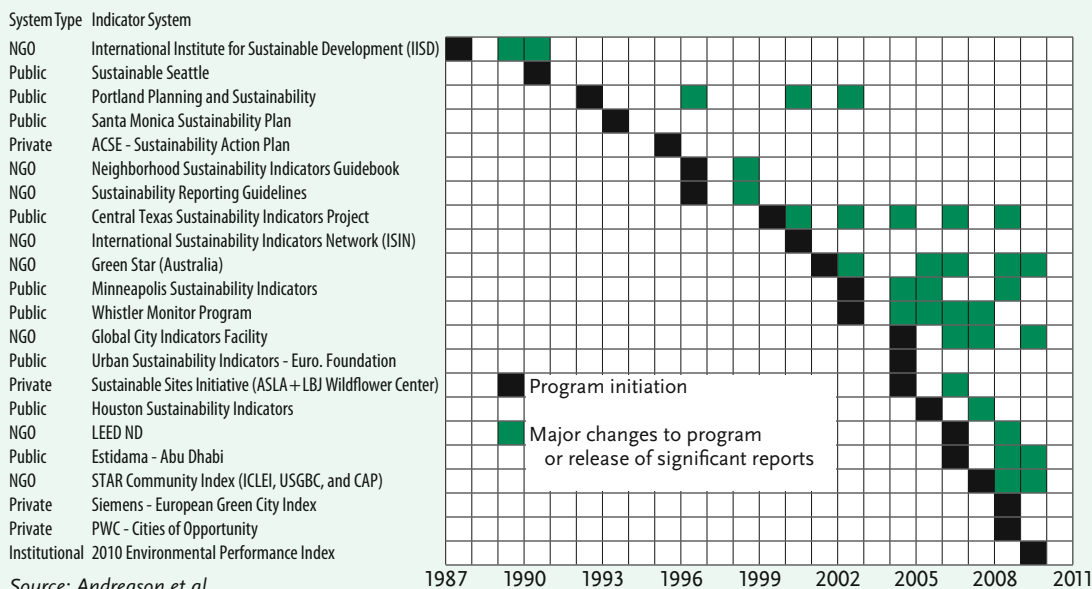 System Type Indicator System
NGO International Institute for Sustainable Development (IISD)
Public Sustainable Seattle
Public Portland Planning and Sustainability
Public Santa Monica Sustainability Plan
Private ACSE - Sustainability Action Plan
NGO Neighborhood Sustainability Indicators Guidebook
NGO Sustainability Reporting Guidelines
Public Central Texas Sustainability Indicators Project
NGO International Sustainability Indicators Network (ISIN)
NGO Green Star (Australia)
Public Minneapolis Sustainability Indicators
Public Whistler Monitor Program
NGO Global City Indicators Facility
Public Urban Sustainability Indicators - Euro. Foundation
Private Sustainable Sites Initiative (ASLA+LBJ Wildflower Center)
Public Houston Sustainability Indicators
NGO LEED ND
Public Estidama - Abu Dhabi
NGO STAR Community Index (ICLEI, USGBC, and CAP)
Private Siemens - European Green City Index
Private PWC - Cities of Opportunity
Institutional 2010 Environmental Performance Index
Program initiation
Major changes to program
or release of significant reports
1987 1990 1993 1996 1999 2002 2005 2008 2011
Source: Andreason et al